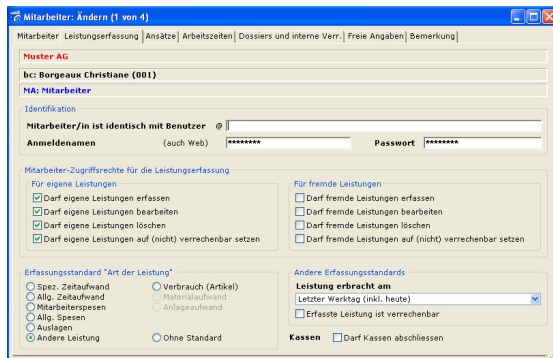 Mitarbeiter: Ändern (1 von 4)
Mitarbeiter Leistungserfassung Ansätze Arbeitszeiten Dossiers und interne Verr. Freie Angaben Bemerkung
Muster AG
bc: Borgeaux Christiane (001)
MA: Mitarbeiter
Identifikation
Mitarbeiter/in ist identisch mit Benutzer @
Anmeldenamen (auch Web) ******** Passwort ********
Mitarbeiter-Zugriffsrechte für die Leistungserfassung
Für eigene Leistungen
Darf eigene Leistungen erfassen
Darf eigene Leistungen bearbeiten
Darf eigene Leistungen löschen
Darf eigene Leistungen auf (nicht) verrechenbar setzen
Für fremde Leistungen
Darf fremde Leistungen erfassen
Darf fremde Leistungen bearbeiten
Darf fremde Leistungen löschen
Darf fremde Leistungen auf (nicht) verrechenbar setzen
Erfassungsstandard "Art der Leistung"
Spez. Zeitaufwand
Allg. Zeitaufwand
Mitarbeiterspesen
Allg. Spesen
Auslagen
Andere Leistung
Verbrauch (Artikel)
Materialaufwand
Anlageaufwand
Ohne Standard
Andere Erfassungsstandards
Leistung erbracht am
Letzter Werktag (inkl. heute)
Erfasste Leistung ist verrechenbar
Kassen Darf Kassen abschliessen